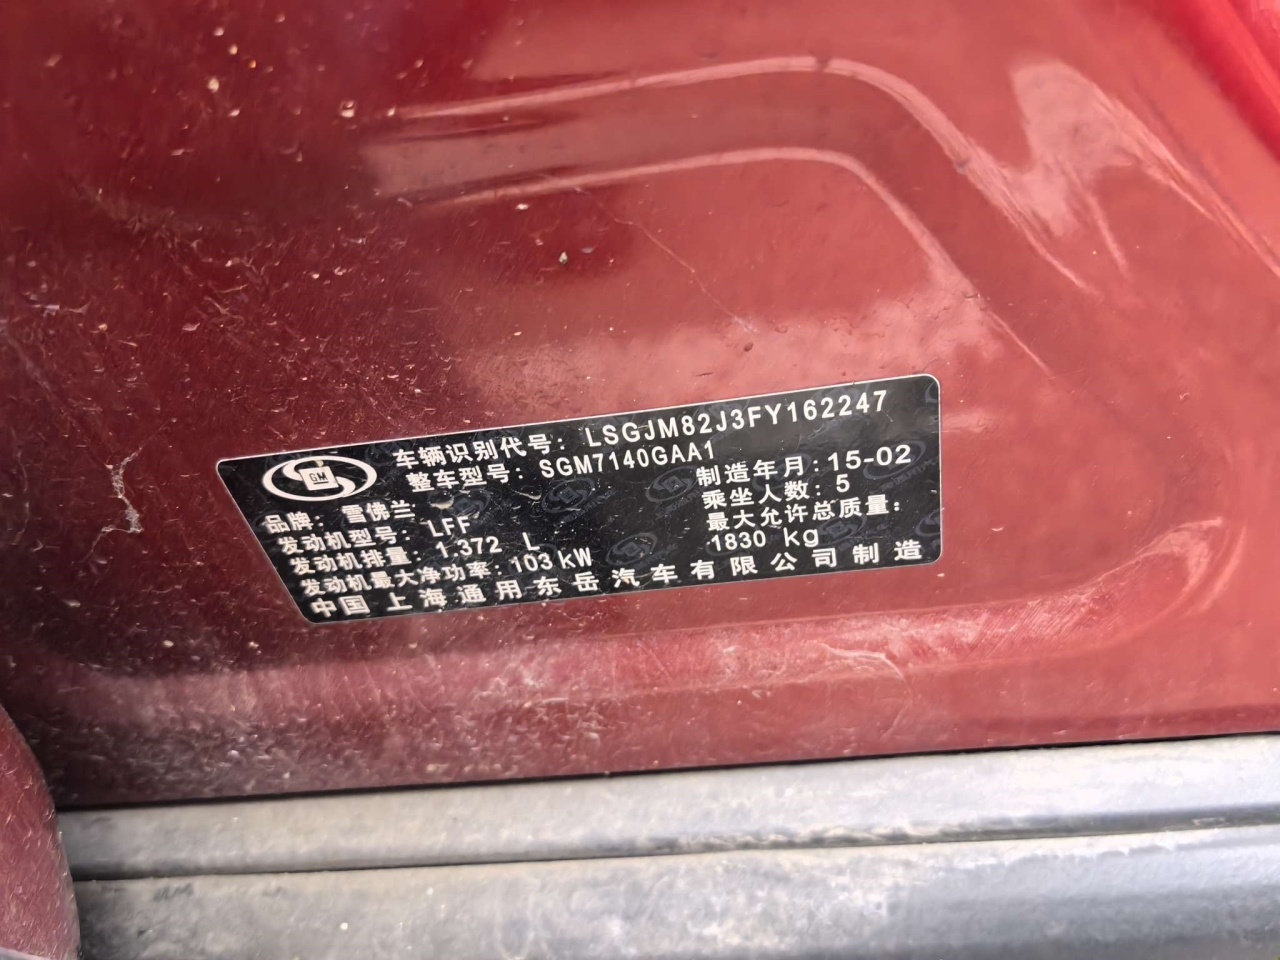 GM
车辆识别代号：LSGJM82J3FY162247
整车型号：SGM7140GAA1
品牌：雪佛兰
制造年月：15-02
发动机型号：LFF
乘坐人数：5
发动机排量：1.372 L
最大允许总质量：
1830 kg
发动机最大净功率：103kW
中国 上海通用东岳汽车有限公司制造